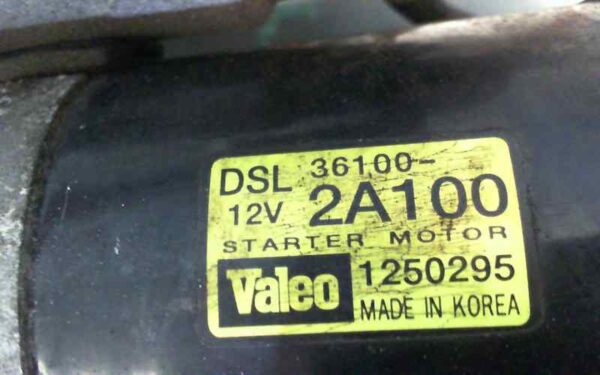 DSL 36100-
12V 2A100
STARTER MOTOR
Valeo 1250295
MADE IN KOREA